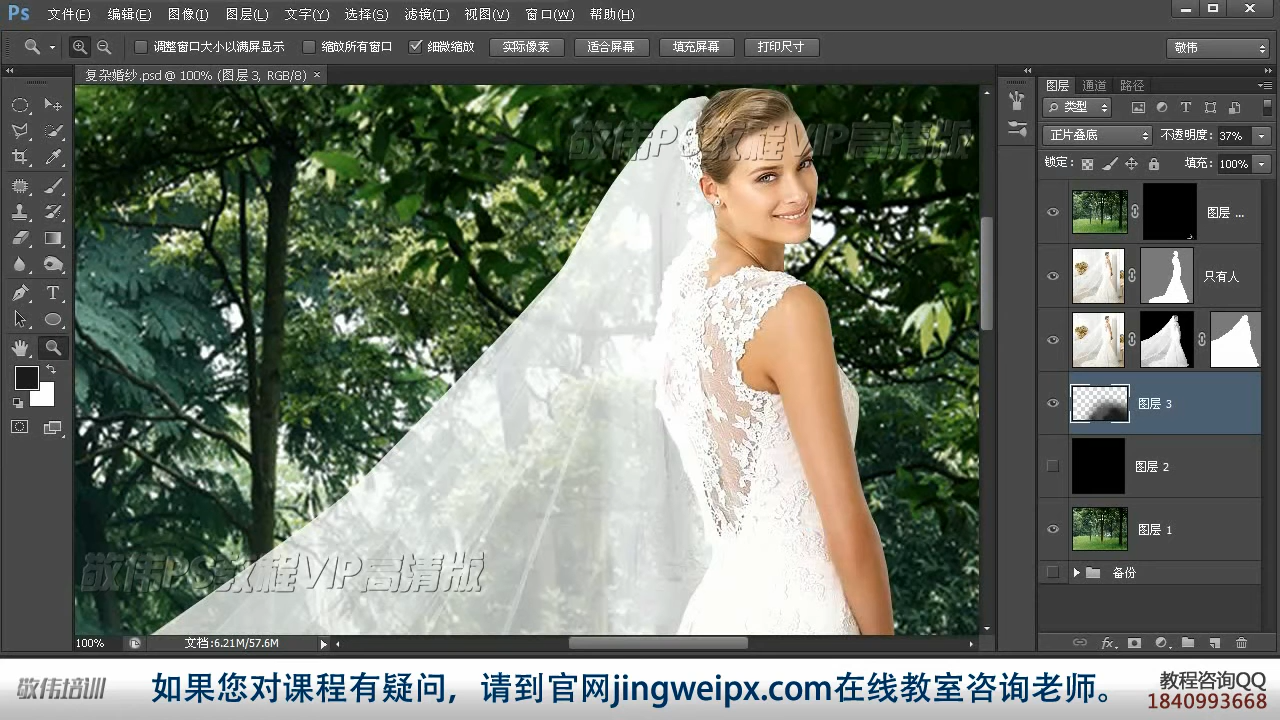 Ps 文件(F) 编辑(E) 图像(I) 图层(L) 文字(Y) 选择(S) 滤镜(T) 视图(V) 窗口(W) 帮助(H)
调整窗口大小以满屏显示 缩放所有窗口 细微缩放 实际像素 适合屏幕 填充屏幕 打印尺寸 敬伟
复杂婚纱.psd @ 100% (图层 3, RGB/8) ×
图层 通道 路径
类型
正片叠底 不透明度: 37%
锁定: 填充: 100%
敬伟PS教程VIP高清版
...
只有人
图层 3
图层 2
图层 1
备份
敬伟PS教程VIP高清版
100% 文档:6.21M/57.6M
fx
敬伟培训 如果您对课程有疑问，请到官网jingweipx.com在线教室咨询老师。 教程咨询QQ
1840993668